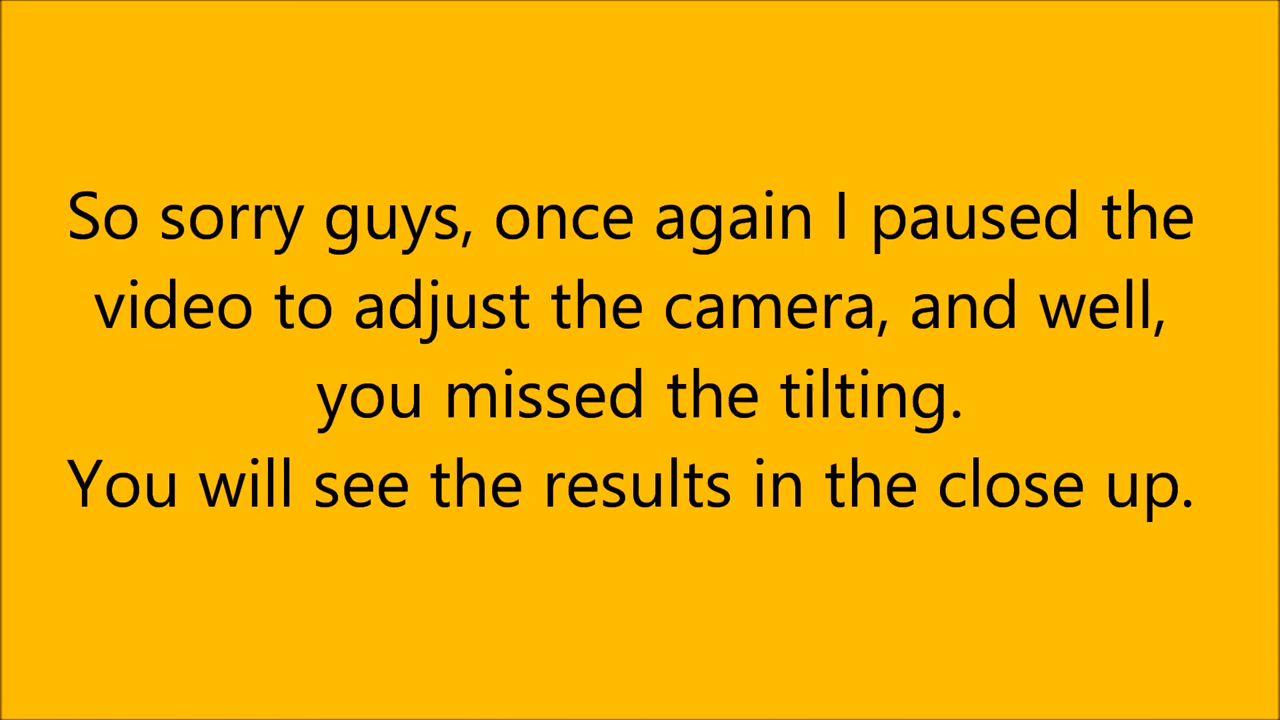 So sorry guys, once again I paused the
video to adjust the camera, and well,
you missed the tilting.
You will see the results in the close up.